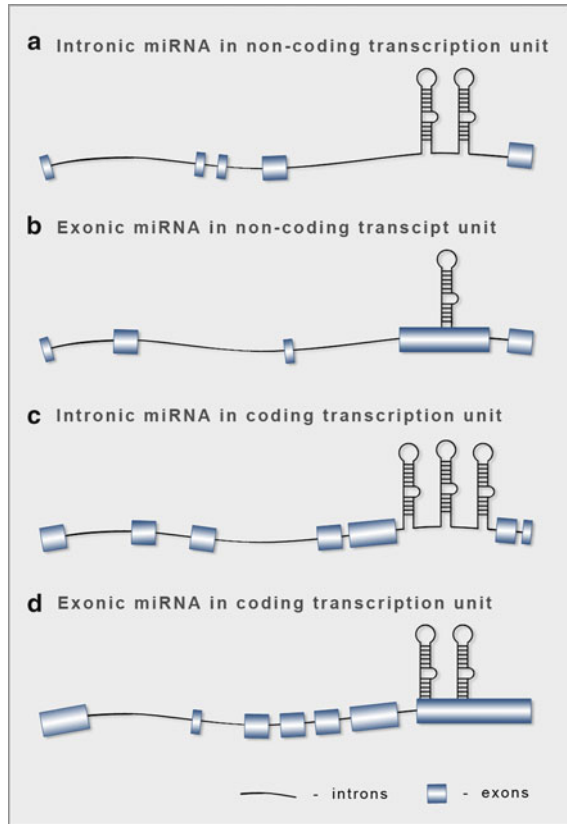 a Intronic miRNA in non-coding transcription unit
b Exonic miRNA in non-coding transcipt unit
c Intronic miRNA in coding transcription unit
d Exonic miRNA in coding transcription unit
- introns - exons